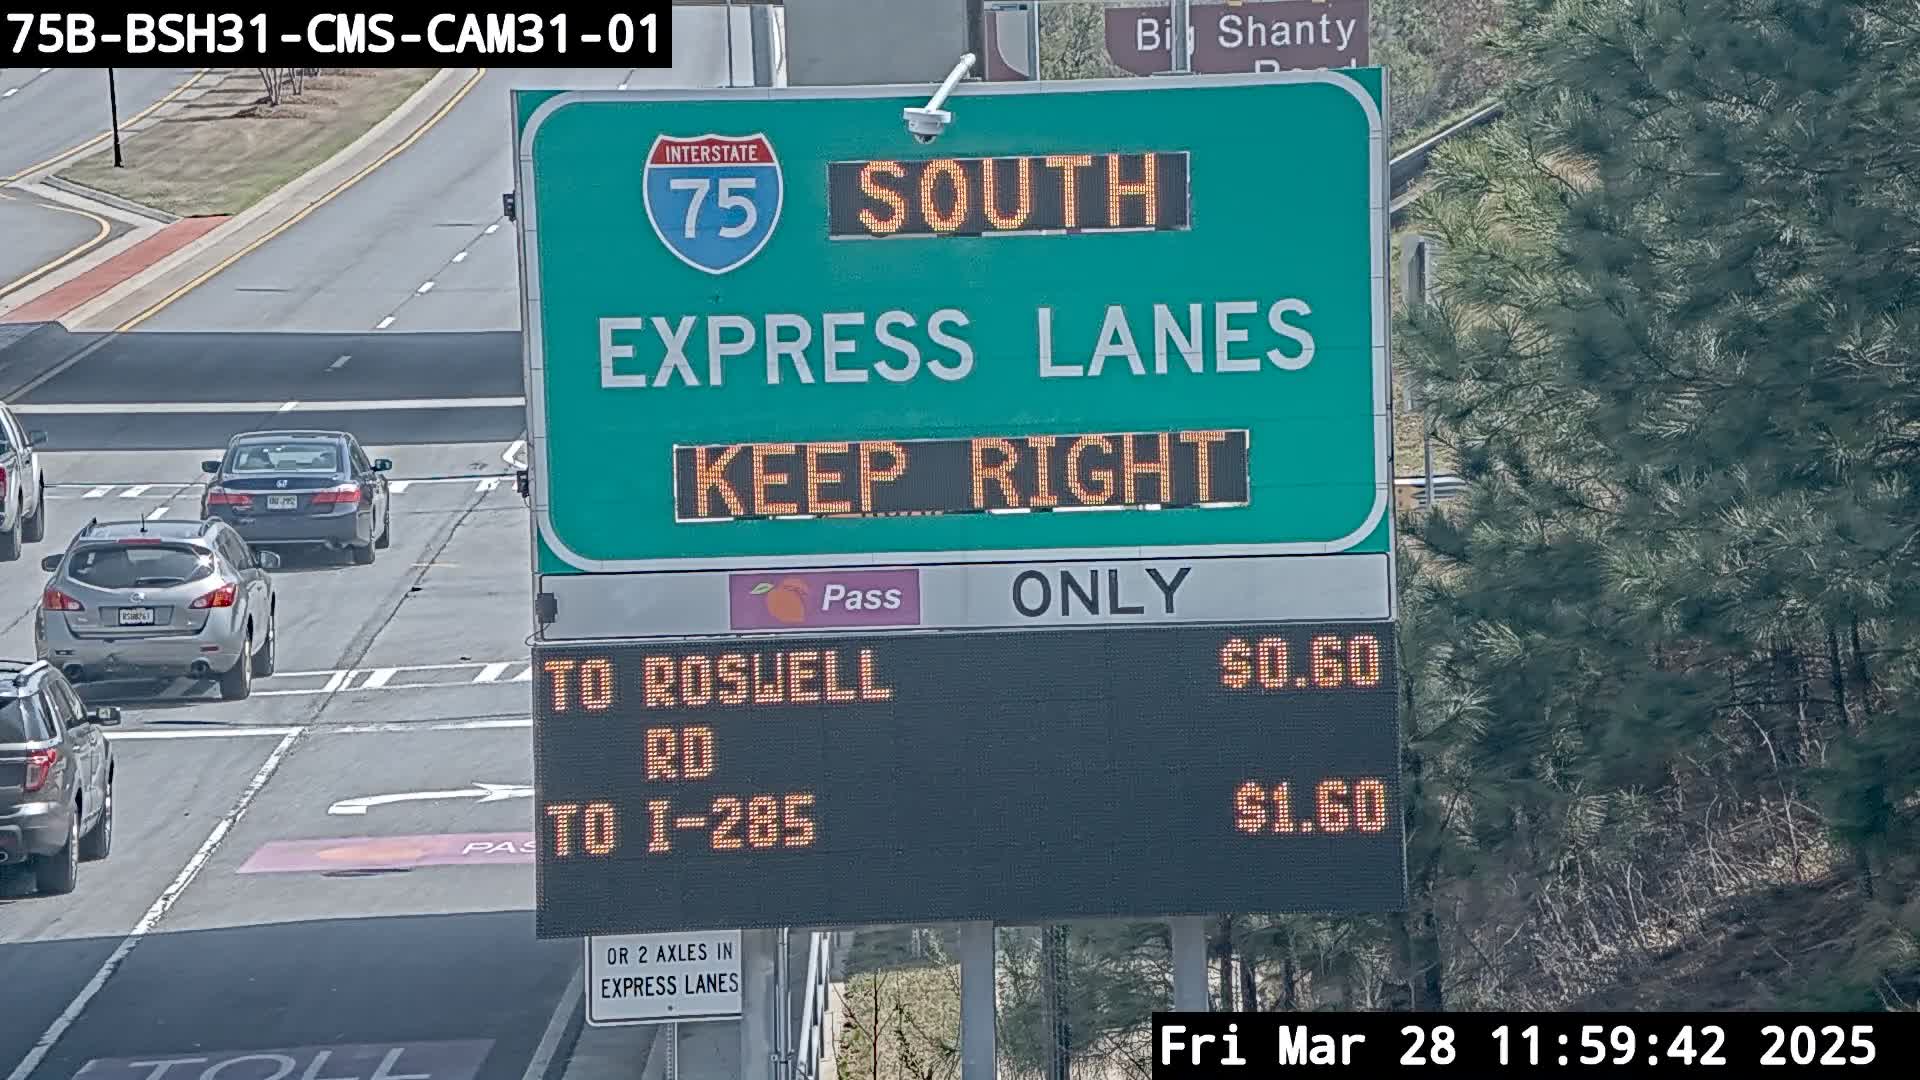 75B-BSH31-CMS-CAM31-01
Big Shanty
Road
INTERSTATE
75
SOUTH
EXPRESS LANES
KEEP RIGHT
Pass
ONLY
TO ROSWELL $0.60
RD
TO I-285 $1.60
PAS
OR 2 AXLES IN
EXPRESS LANES
TOLL
Fri Mar 28 11:59:42 2025